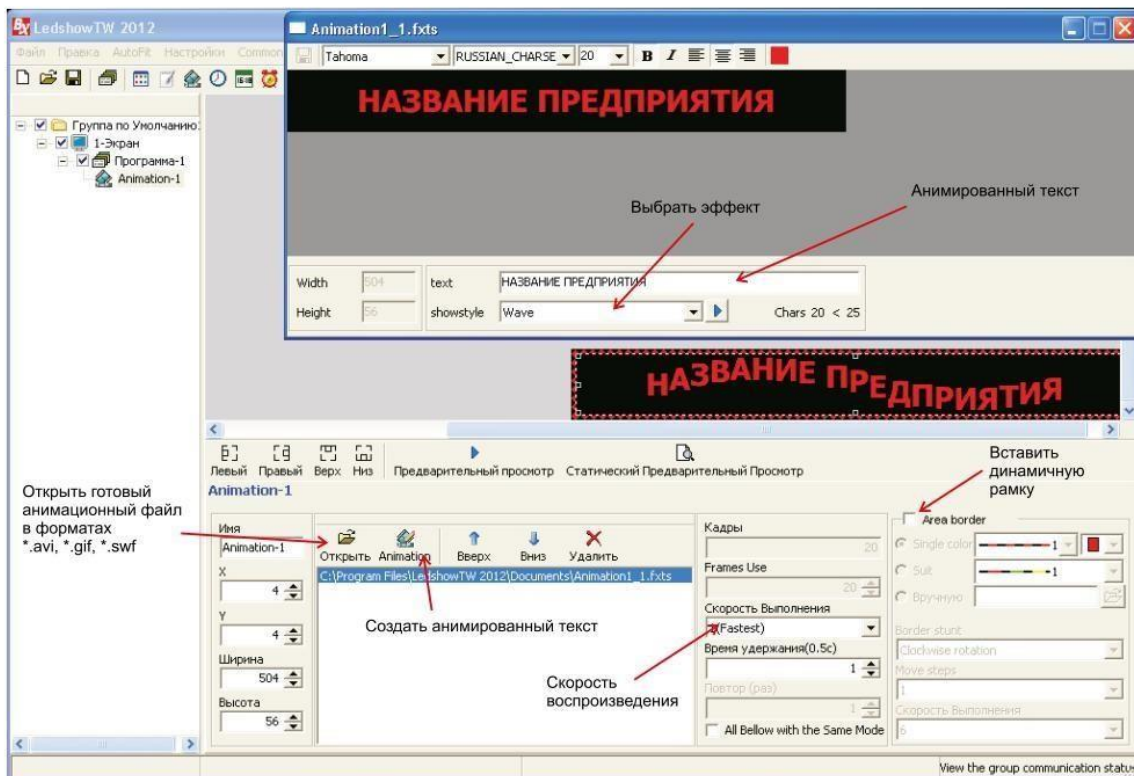 LedshowTW 2012
Файл Правка AutoFit Настройки Common
Animation1_1.fxts
Tahoma RUSSIAN_CHARSE 20 B I
НАЗВАНИЕ ПРЕДПРИЯТИЯ
Группа по Умолчанию
1-Экран
Программа-1
Animation-1
Выбрать эффект
Анимированный текст
Width 504 text НАЗВАНИЕ ПРЕДПРИЯТИЯ
Height 56 showstyle Wave Chars 20 < 25
НАЗВАНИЕ ПРЕДПРИЯТИЯ
Левый Правый Верх Низ Предварительный просмотр Статический Предварительный Просмотр
Вставить
динамичную
рамку
Animation-1
Открыть готовый
анимационный файл
в форматах
*.avi, *.gif, *.swf
Имя
Animation-1
X
4
Y
4
Ширина
504
Высота
56
Открыть Animation Вверх Вниз Удалить
C:\Program Files\LedshowTW 2012\Documents\Animation1_1.fxts
Создать анимированный текст
Скорость
воспроизведения
Кадры
20
Frames Use
20
Скорость Выполнения
(Fastest)
Время удержания(0.5с)
1
Повтор (раз)
1
All Bellow with the Same Mode
Area border
Single color 1
Suit 1
Вручную
Border stunt
Clockwise rotation
Move steps
1
Скорость Выполнения
6
View the group communication status